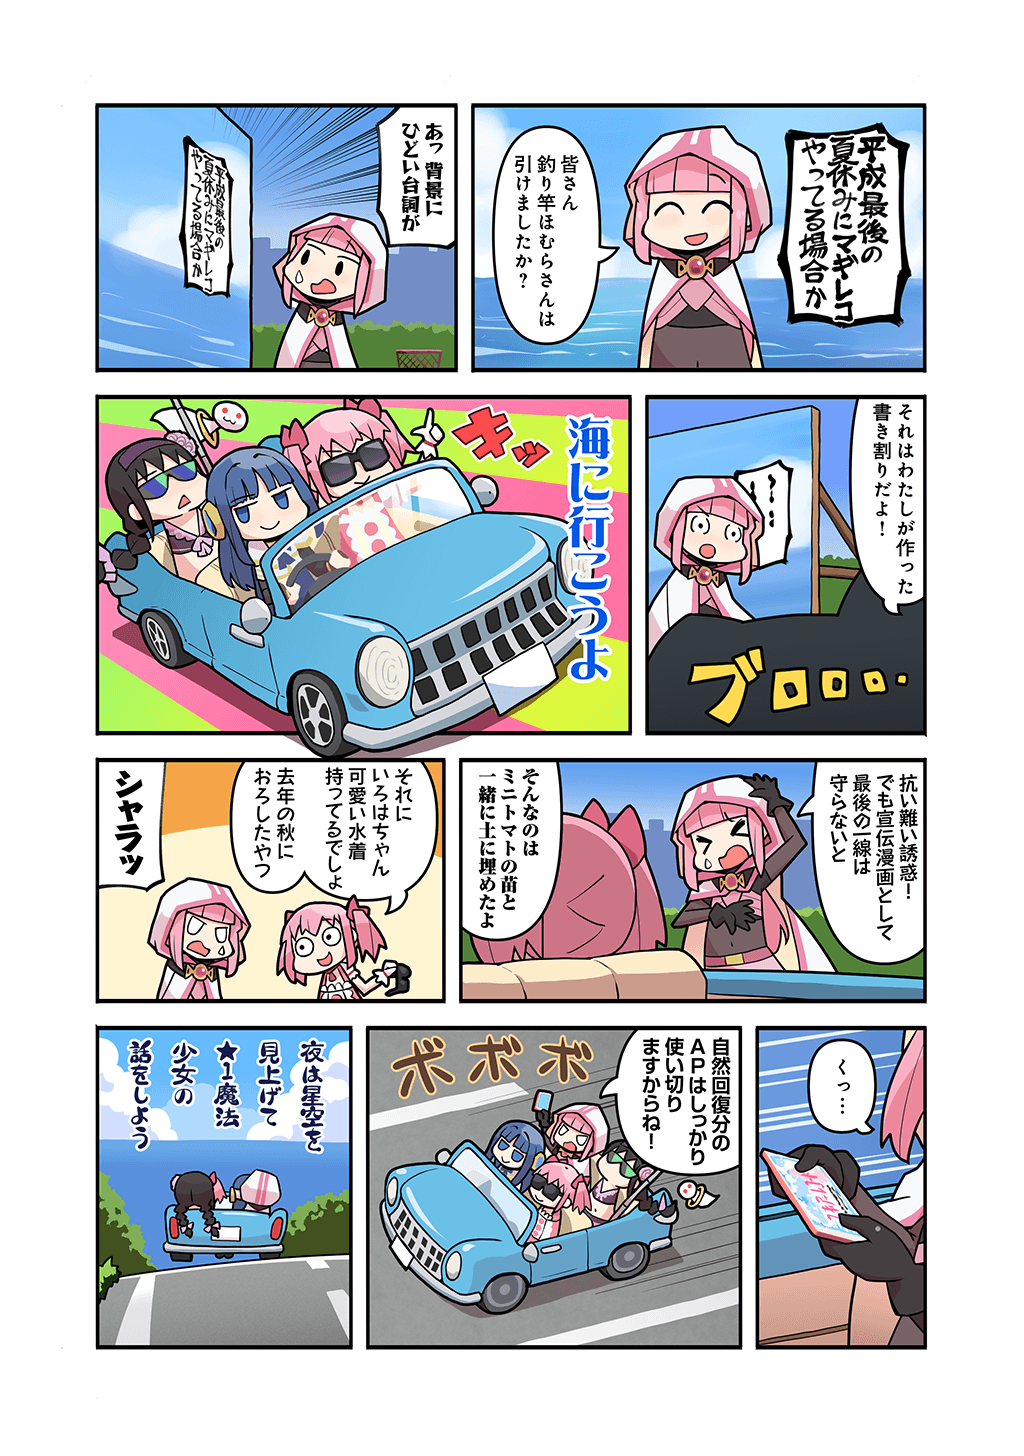 平成最後の
夏休みにマギレコ
やってる場合か
皆さん
釣り竿ほむらさんは
引けましたか?
あっ 背景に
ひどい台詞が
平成最後の
夏休みにマギレコ
やってる場合か
それはわたしが作った
書き割りだよ!
!?
ブロロロ・・
海に行こうよ
キッ
抗い難い誘惑!
でも宣伝漫画として
最後の一線は
守らないと
そんなのは
ミニトマトの苗と
一緒に土に埋めたよ
それに
いろはちゃん
可愛い水着
持ってるでしょ
去年の秋に
おろしたやつ
シャラッ
くっ…
自然回復分の
APはしっかり
使い切り
ますからね!
ボボボ
夜は星空を
見上げて
★1魔法
少女の
話をしよう